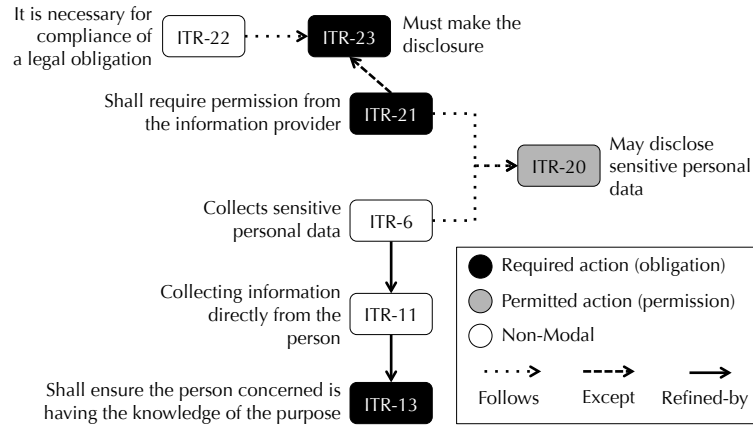 It is necessary for
compliance of
a legal obligation
ITR-22
ITR-23
Must make the
disclosure
Shall require permission from
the information provider
ITR-21
ITR-20
May disclose
sensitive personal
data
Collects sensitive
personal data
ITR-6
Collecting information
directly from the
person
ITR-11
Shall ensure the person concerned is
having the knowledge of the purpose
ITR-13
Required action (obligation)
Permitted action (permission)
Non-Modal
Follows
Except
Refined-by